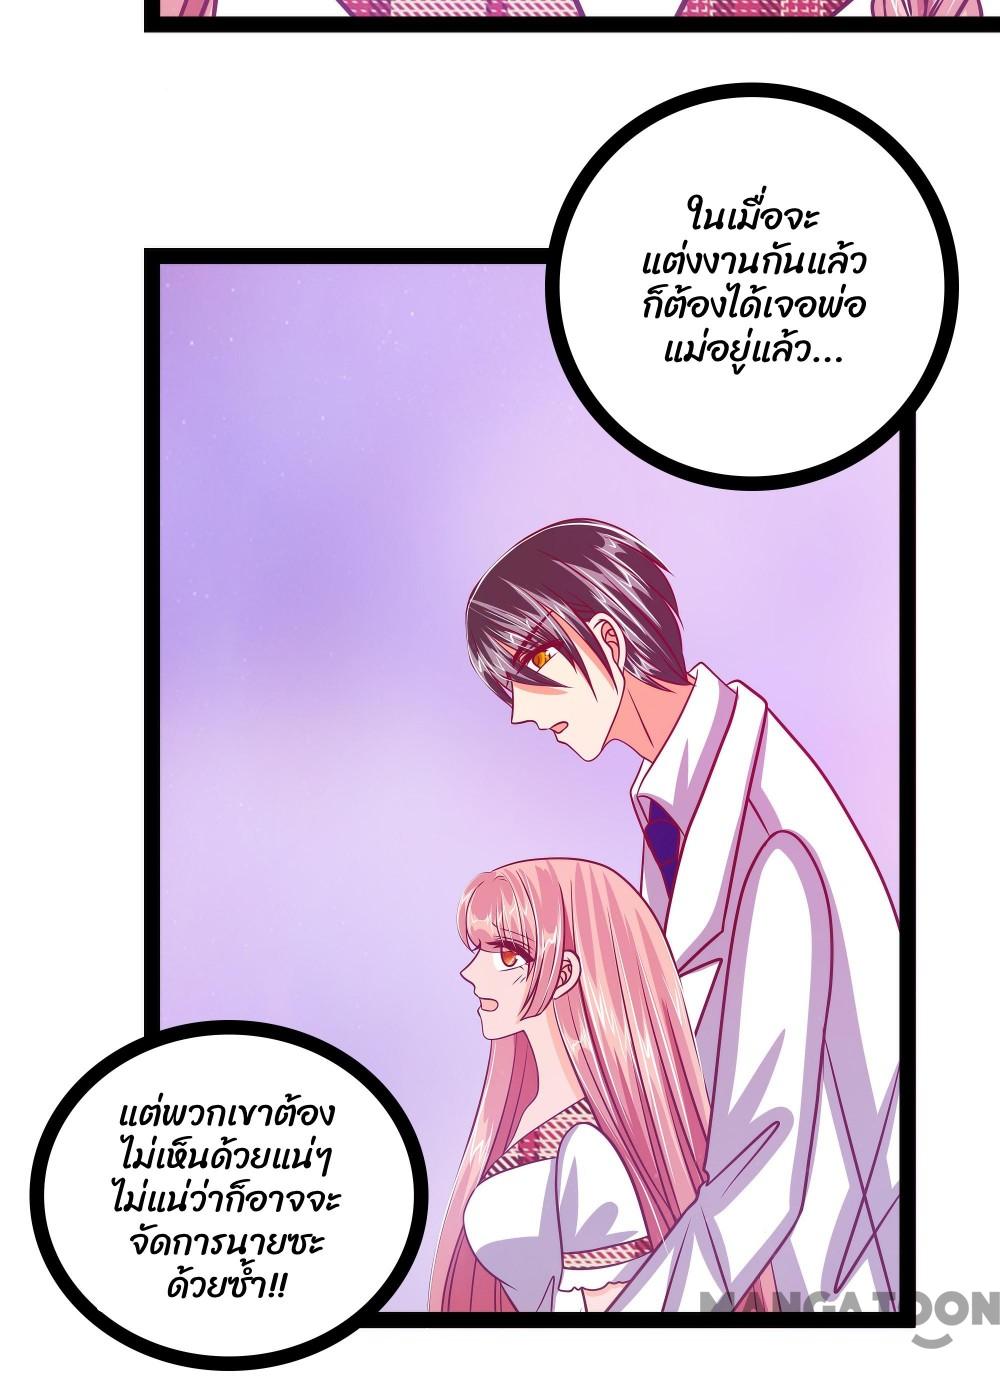 ในเมื่อจะ
แต่งงานกันแล้ว
ก็ต้องได้เจอพ่อ
แม่อยู่แล้ว...
แต่พวกเขาต้อง
ไม่เห็นด้วยแน่ๆ
ไม่แน่ว่าก็อาจจะ
จัดการนายซะ
ด้วยซ้ำ!!
MANGATOON